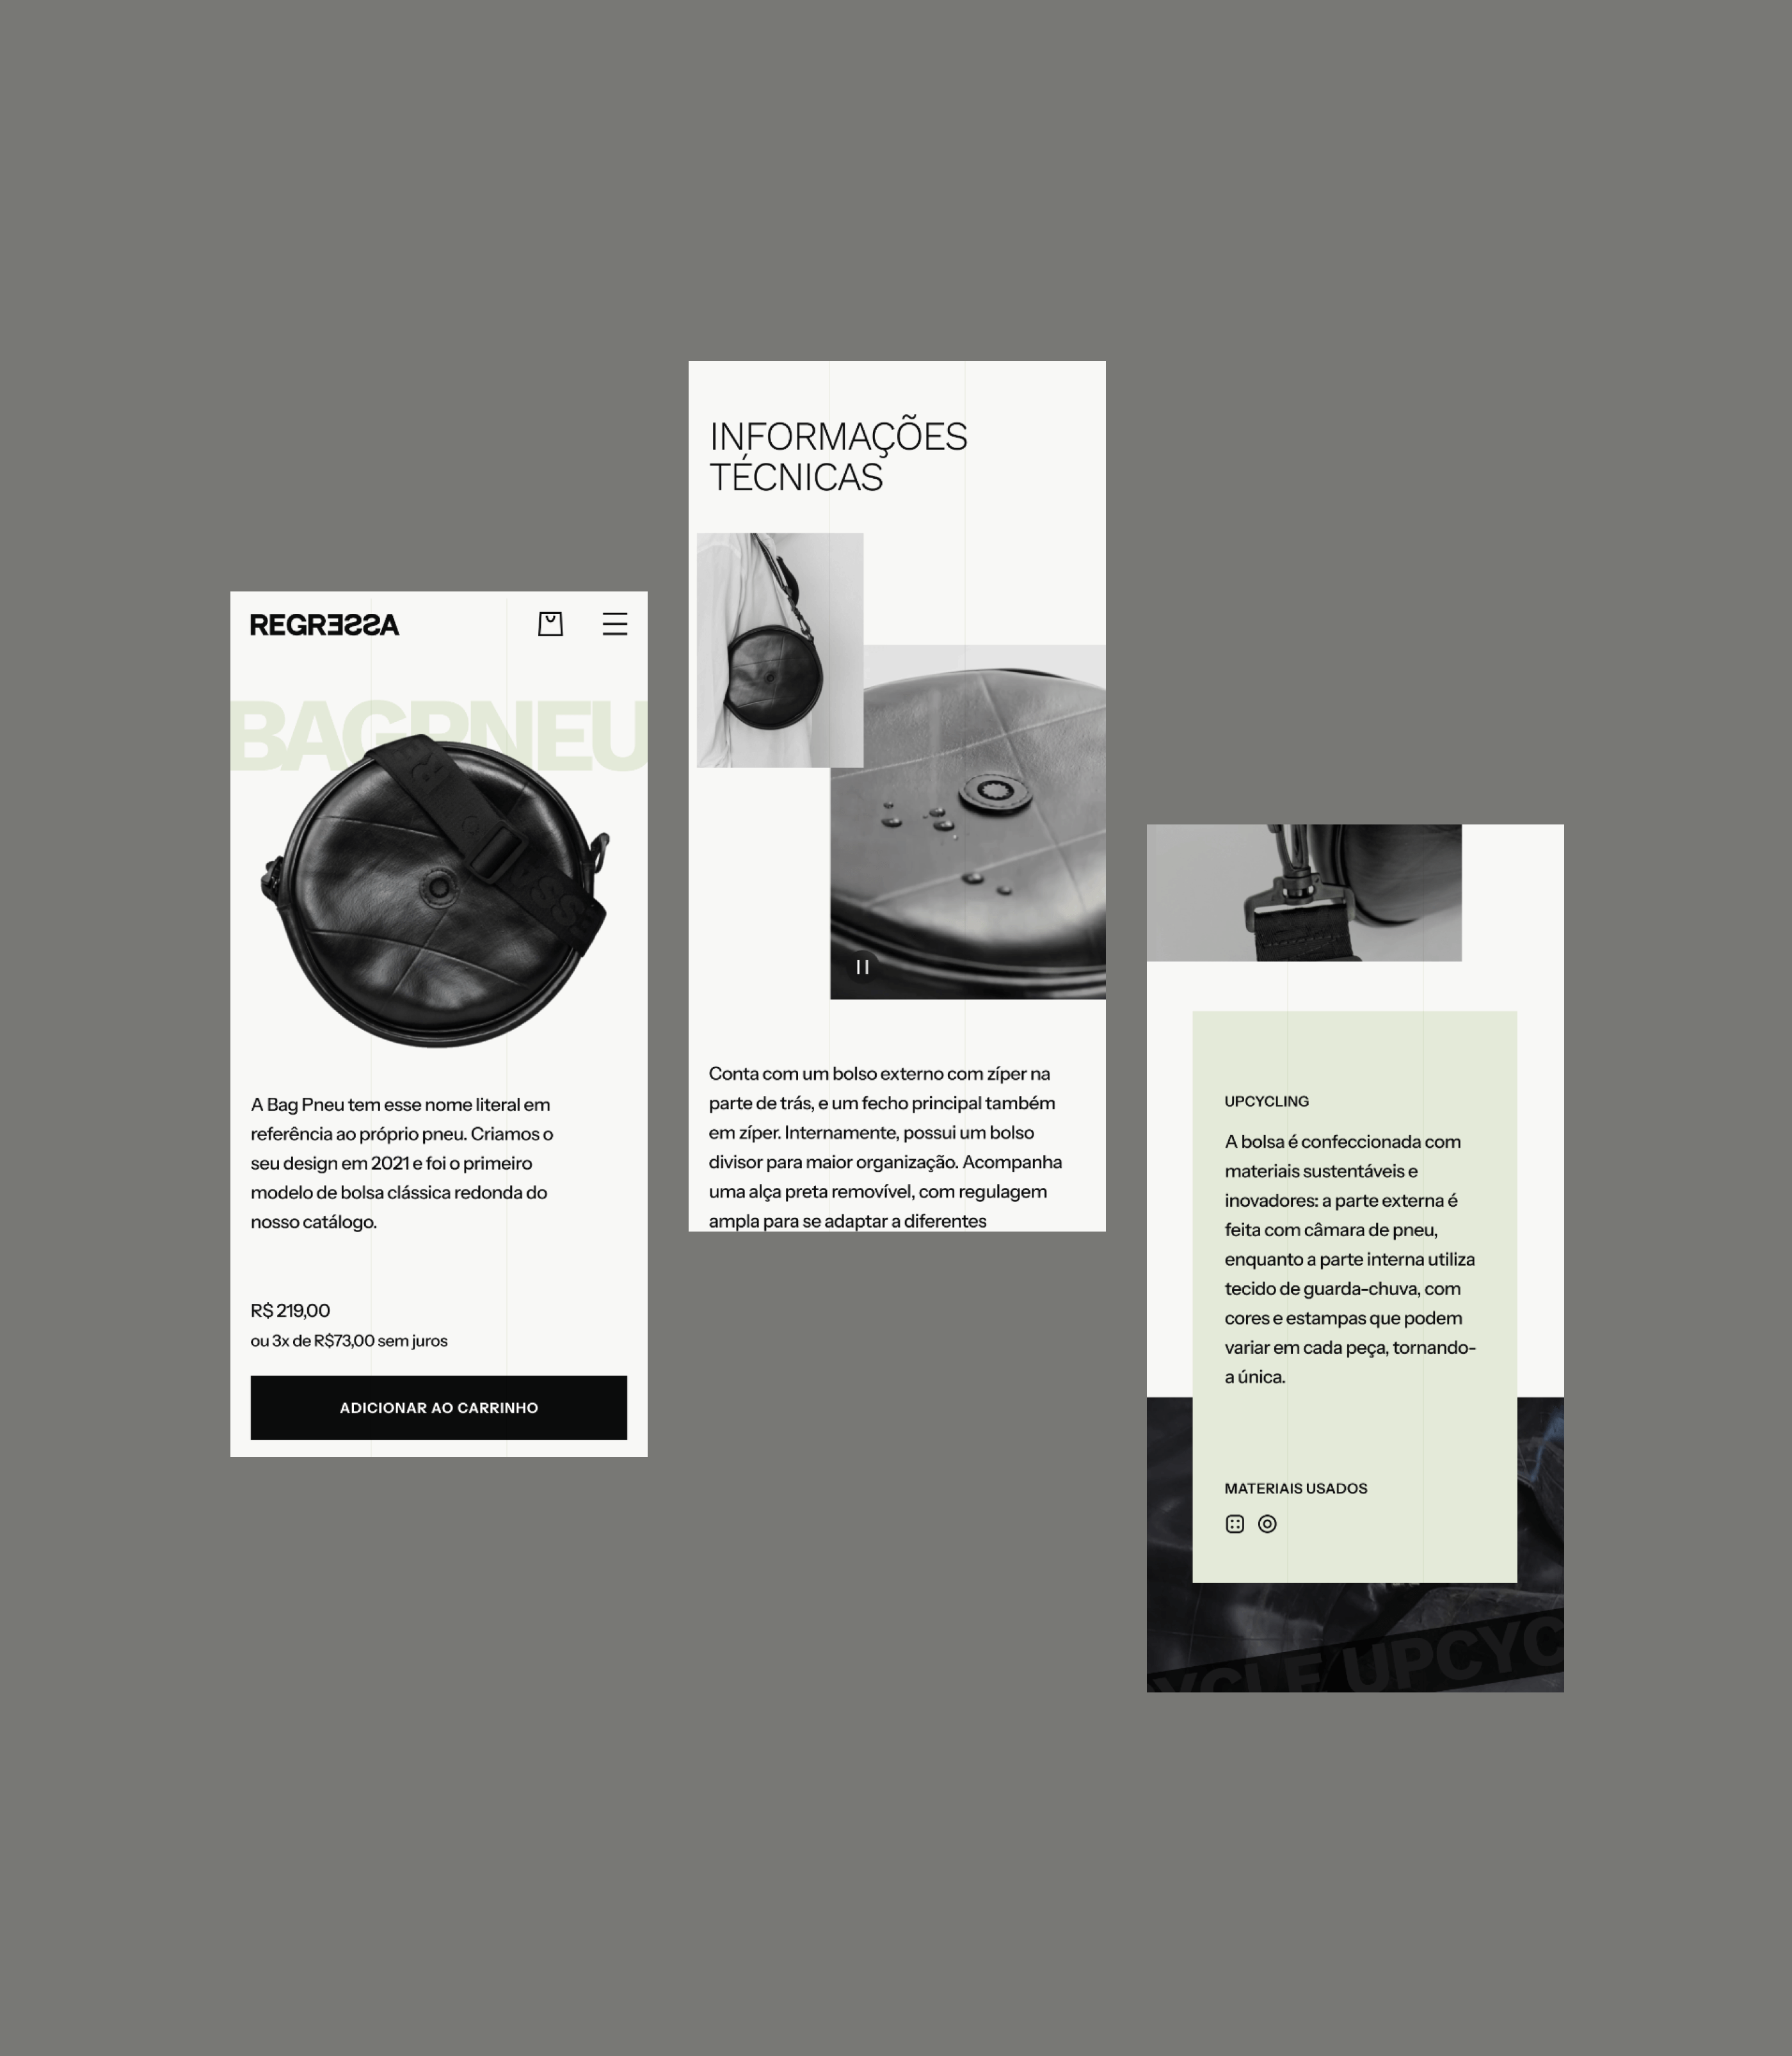 REGRESSA
BAGPNEU
A Bag Pneu tem esse nome literal em
referência ao próprio pneu. Criamos o
seu design em 2021 e foi o primeiro
modelo de bolsa clássica redonda do
nosso catálogo.
R$ 219,00
ou 3x de R$73,00 sem juros
ADICIONAR AO CARRINHO
INFORMAÇÕES
TÉCNICAS
Conta com um bolso externo com zíper na
parte de trás, e um fecho principal também
em zíper. Internamente, possui um bolso
divisor para maior organização. Acompanha
uma alça preta removível, com regulagem
ampla para se adaptar a diferentes
UPCYCLING
A bolsa é confeccionada com
materiais sustentáveis e
inovadores: a parte externa é
feita com câmara de pneu,
enquanto a parte interna utiliza
tecido de guarda-chuva, com
cores e estampas que podem
variar em cada peça, tornando-
a única.
MATERIAIS USADOS
YCLE UPCYC